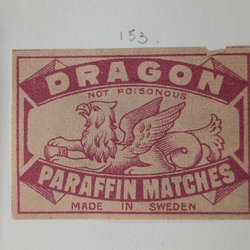 153.
DRAGON
NOT POISONOUS
PARAFFIN MATCHES
MADE IN SWEDEN